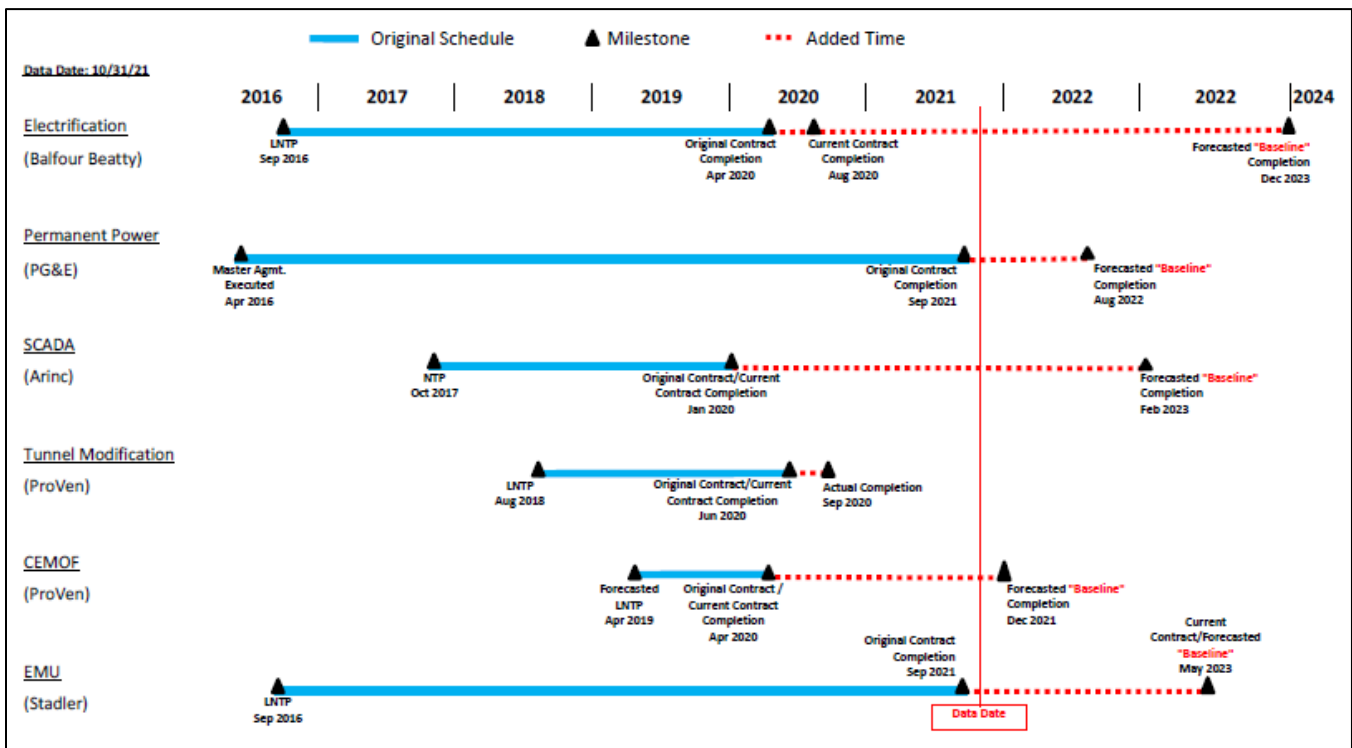 Original Schedule Milestone Added Time
Data Date: 10/31/21
2016 2017 2018 2019 2020 2021 2022 2022 2024
Electrification
(Balfour Beatty)
LNTP
Sep 2016
Original Contract
Completion
Apr 2020
Current Contract
Completion
Aug 2020
Forecasted "Baseline"
Completion
Dec 2023
Permanent Power
(PG&E)
Master Agmt.
Executed
Apr 2016
Original Contract
Completion
Sep 2021
Forecasted "Baseline"
Completion
Aug 2022
SCADA
(Arinc)
NTP
Oct 2017
Original Contract/Current
Contract Completion
Jan 2020
Forecasted "Baseline"
Completion
Feb 2023
Tunnel Modification
(ProVen)
LNTP
Aug 2018
Original Contract/Current
Contract Completion
Jun 2020
Actual Completion
Sep 2020
CEMOF
(ProVen)
Forecasted
LNTP
Apr 2019
Original Contract /
Current Contract
Completion
Apr 2020
Forecasted "Baseline"
Completion
Dec 2021
EMU
(Stadler)
LNTP
Sep 2016
Original Contract
Completion
Sep 2021
Current
Contract/Forecasted
"Baseline"
May 2023
Data Date